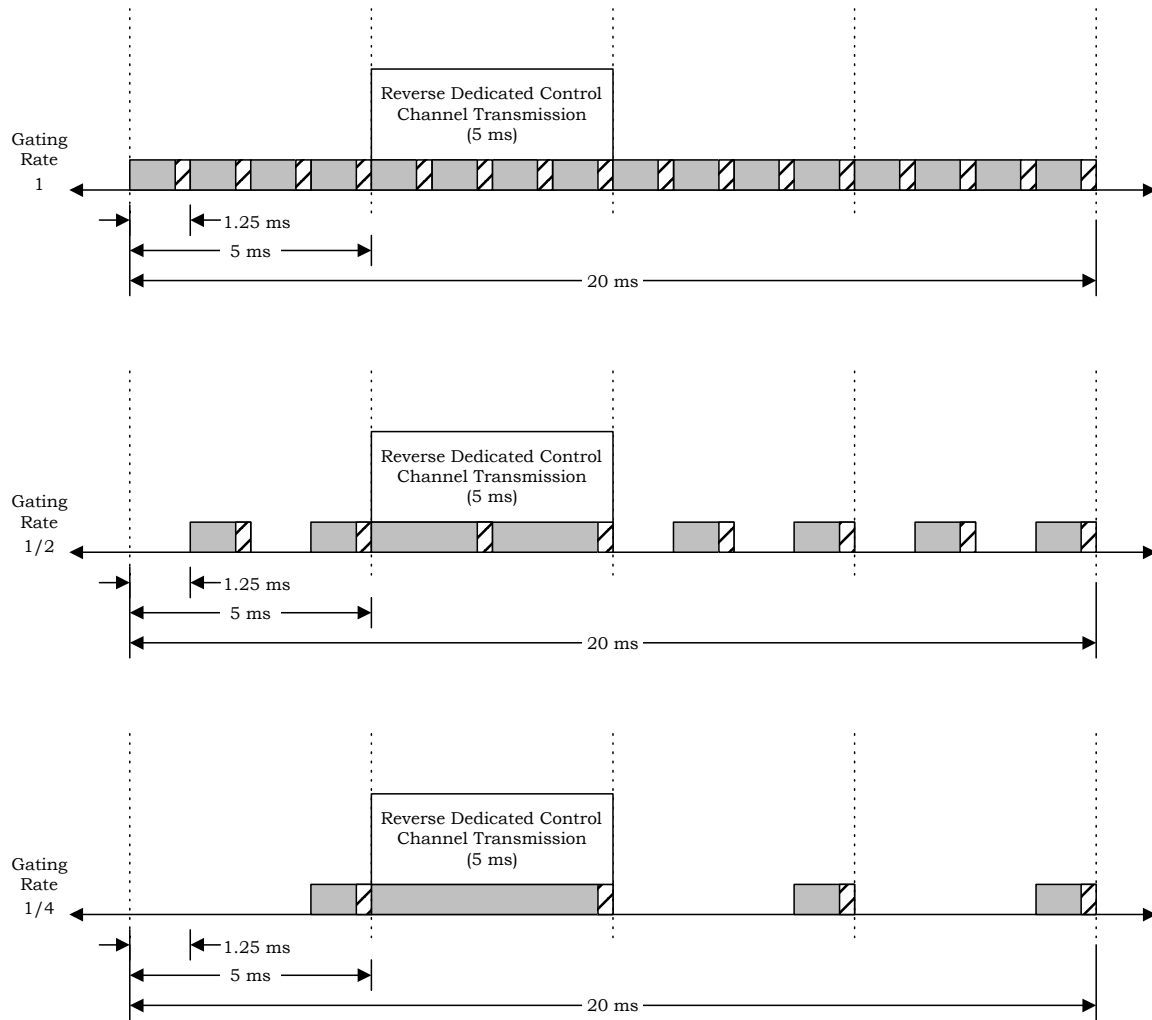 Reverse Dedicated Control
Channel Transmission
(5 ms)
Gating
Rate
1
1.25 ms
5 ms
20 ms
Reverse Dedicated Control
Channel Transmission
(5 ms)
Gating
Rate
1/2
1.25 ms
5 ms
20 ms
Reverse Dedicated Control
Channel Transmission
(5 ms)
Gating
Rate
1/4
1.25 ms
5 ms
20 ms